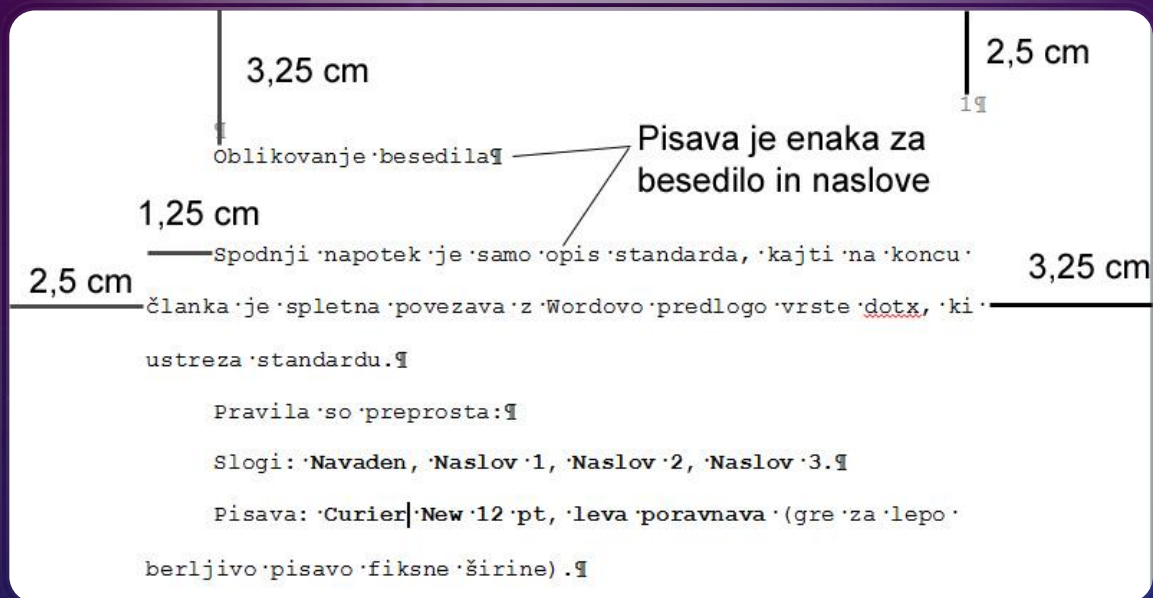 3,25 cm
2,5 cm
1¶
¶
Oblikovanje·besedila¶
Pisava je enaka za
besedilo in naslove
1,25 cm
Spodnji·napotek·je·samo·opis·standarda,·kajti·na·koncu·
2,5 cm
3,25 cm
članka·je·spletna·povezava·z·Wordovo·predlogo·vrste·dotx,·ki·
ustreza·standardu.¶
Pravila·so·preprosta:¶
Slogi:·Navaden,·Naslov·1,·Naslov·2,·Naslov·3.¶
Pisava:·Curier·New·12·pt,·leva·poravnava·(gre·za·lepo·
berljivo·pisavo·fiksne·širine).¶